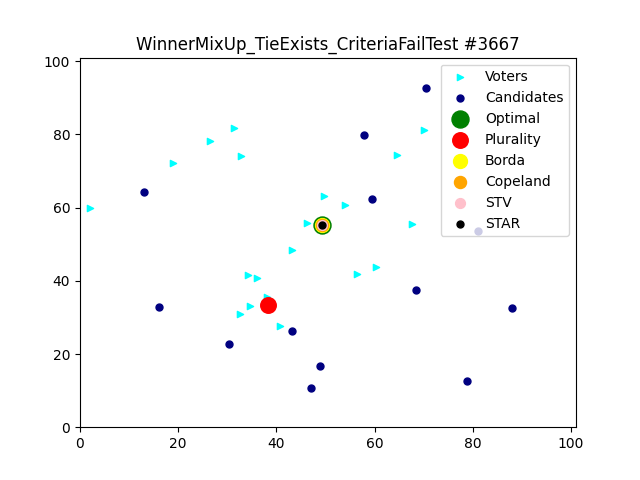 WinnerMixUp_TieExists_CriteriaFailTest #3667
Voters
Candidates
Optimal
Plurality
Borda
Copeland
STV
STAR
100
80
60
40
20
0
0 20 40 60 80 100